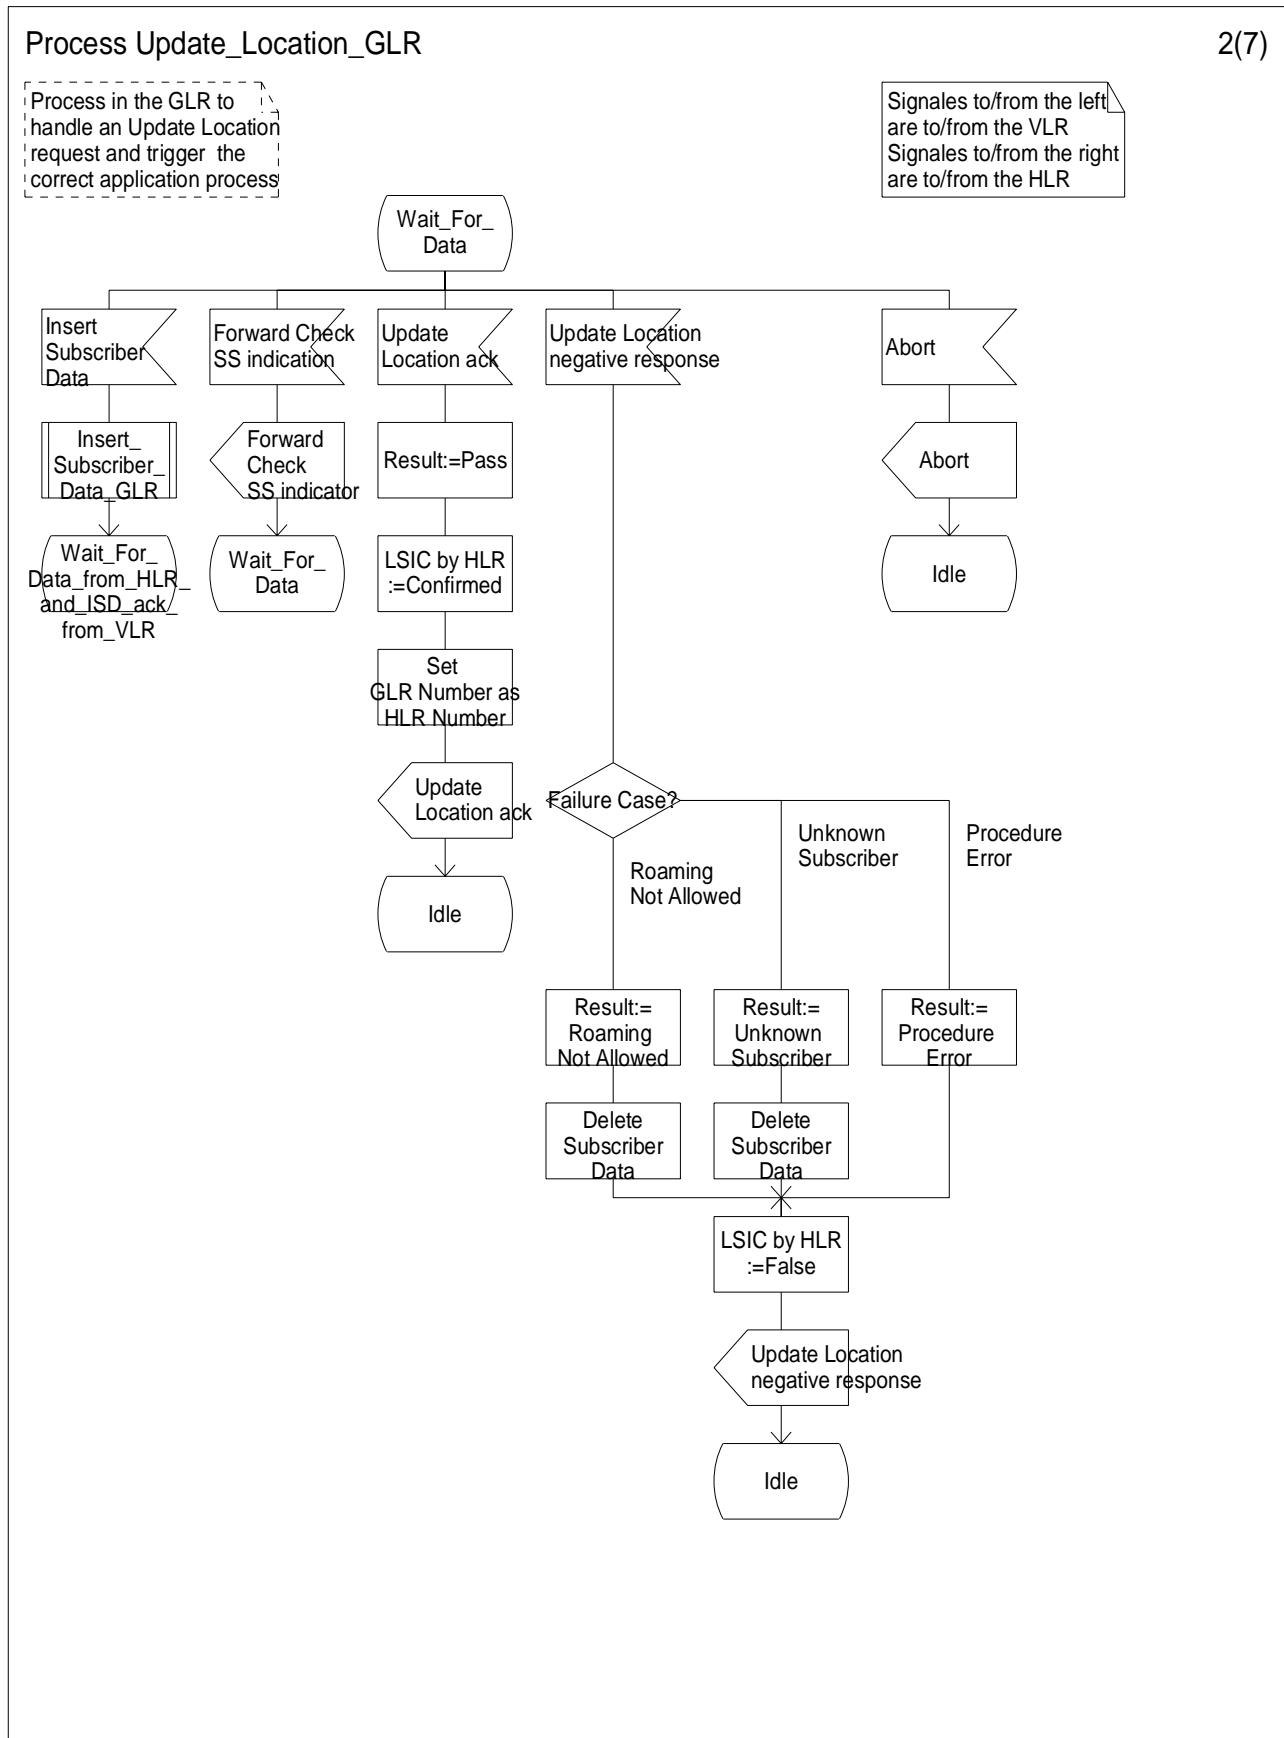 Process Update_Location_GLR
2(7)
Process in the GLR to
handle an Update Location
request and trigger the
correct application process
Signales to/from the left
are to/from the VLR
Signales to/from the right
are to/from the HLR
Wait_For_
Data
Insert
Subscriber
Data
Forward Check
SS indication
Update
Location ack
Update Location
negative response
Abort
Insert_
Subscriber_
Data_GLR
Forward
Check
SS indicator
Result:=Pass
Abort
Wait_For_
Data_from_HLR_
and_ISD_ack_
from_VLR
Wait_For_
Data
LSIC by HLR
:=Confirmed
Idle
Set
GLR Number as
HLR Number
Update
Location ack
Failure Case?
Unknown
Subscriber
Procedure
Error
Roaming
Not Allowed
Idle
Result:=
Roaming
Not Allowed
Result:=
Unknown
Subscriber
Result:=
Procedure
Error
Delete
Subscriber
Data
Delete
Subscriber
Data
LSIC by HLR
:=False
Update Location
negative response
Idle